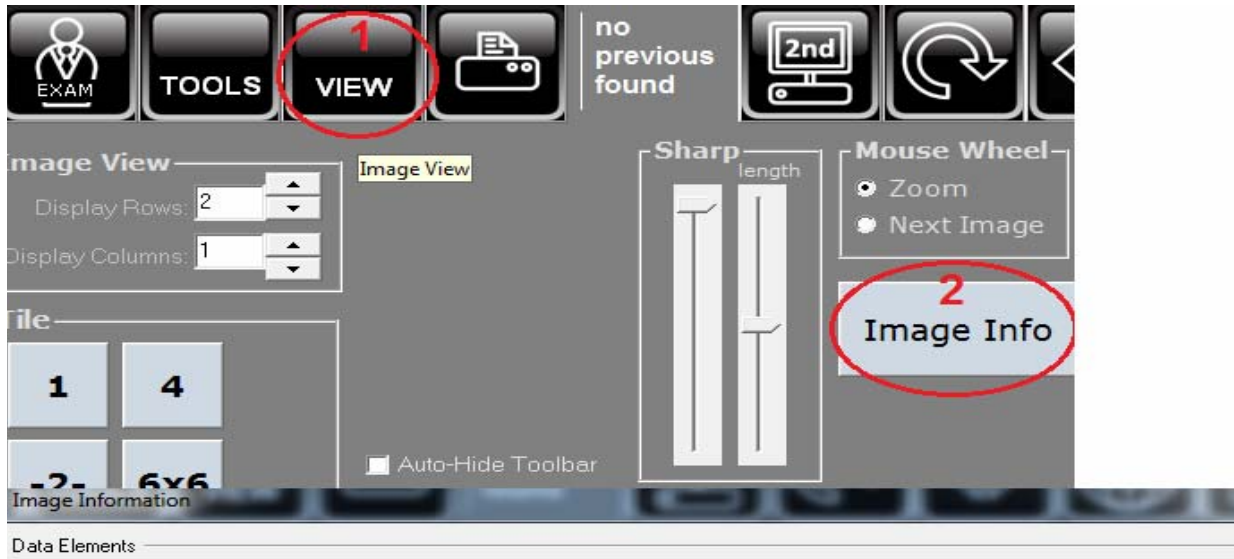 EXAM
TOOLS
1
VIEW
no
previous
found
2nd
Image View
Display Rows: 2
Display Columns: 1
Image View
Sharp
length
Mouse Wheel
Zoom
Next Image
2
Image Info
Tile
1
4
-2-
6x6
Auto-Hide Toolbar
Image Information
Data Elements